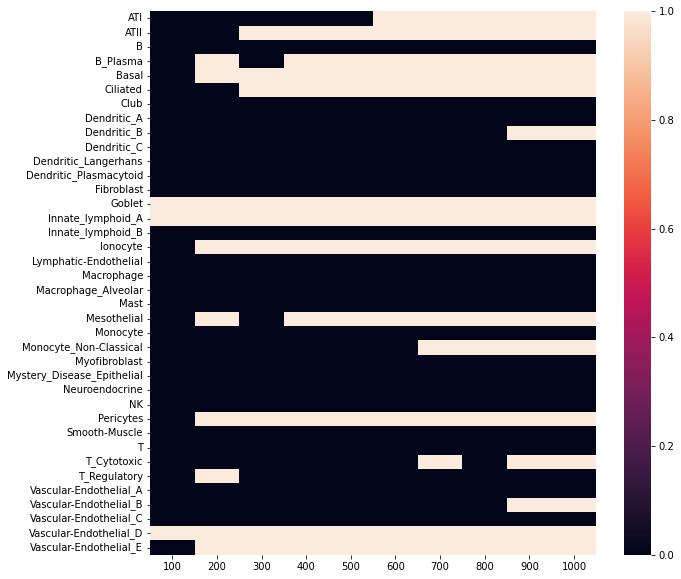 ATI
ATII
B
B_Plasma
Basal
Ciliated
Club
Dendritic_A
Dendritic_B
Dendritic_C
Dendritic_Langerhans
Dendritic_Plasmacytoid
Fibroblast
Goblet
Innate_lymphoid_A
Innate_lymphoid_B
Ionocyte
Lymphatic-Endothelial
Macrophage
Macrophage_Alveolar
Mast
Mesothelial
Monocyte
Monocyte_Non-Classical
Myofibroblast
Mystery_Disease_Epithelial
Neuroendocrine
NK
Pericytes
Smooth-Muscle
T
T_Cytotoxic
T_Regulatory
Vascular-Endothelial_A
Vascular-Endothelial_B
Vascular-Endothelial_C
Vascular-Endothelial_D
Vascular-Endothelial_E
100 200 300 400 500 600 700 800 900 1000
1.0
0.8
0.6
0.4
0.2
0.0